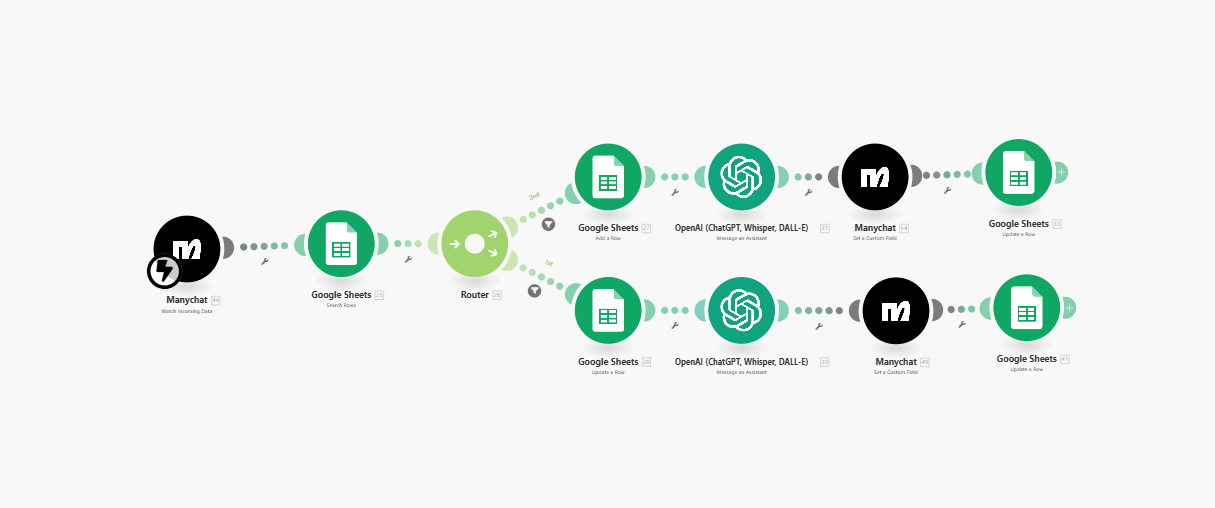 2nd
Google Sheets 27
Add a Row
OpenAI (ChatGPT, Whisper, DALL-E) 31
Message an Assistant
Manychat 54
Set a Custom Field
Google Sheets 33
Update a Row
Manychat 44
Watch Incoming Data
Google Sheets 25
Search Rows
Router 26
1st
Google Sheets 28
Update a Row
OpenAI (ChatGPT, Whisper, DALL-E) 39
Message an Assistant
Manychat
Set a Custom Field
Google Sheets 41
Update a Row